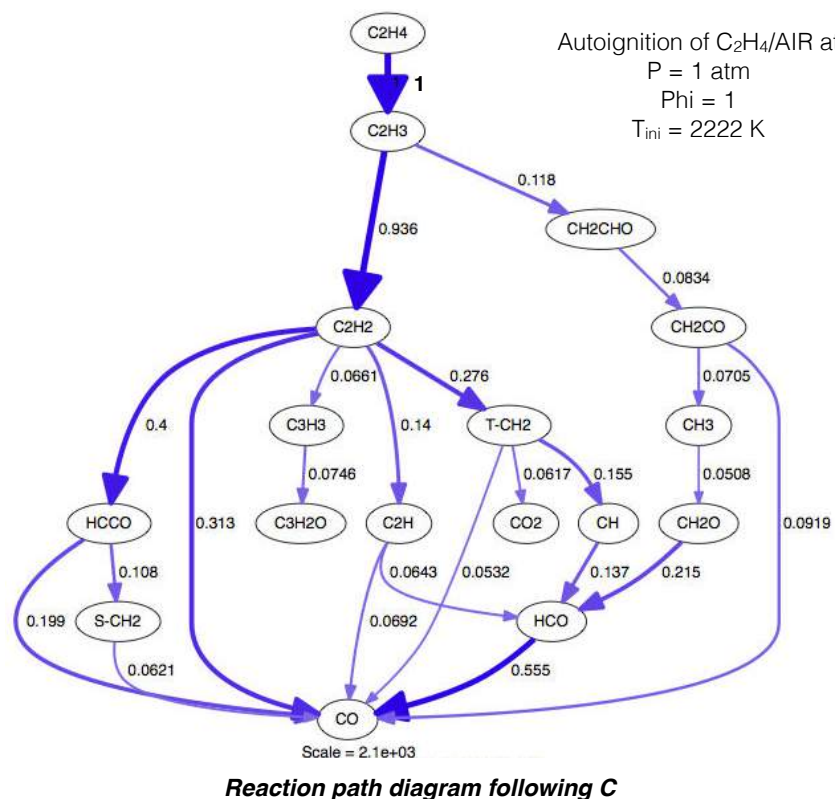 C2H4
Autoignition of C₂H₄/AIR at
P = 1 atm
Phi = 1
Tini = 2222 K
1
C2H3
0.118
0.936
CH2CHO
0.0834
C2H2
CH2CO
0.0661
0.276
0.0705
0.4
C3H3
0.14
T-CH2
CH3
0.0746
0.0617
0.155
0.0508
HCCO
0.313
C3H2O
C2H
CO2
CH
CH2O
0.0919
0.108
0.0643
0.0532
0.137
0.215
0.199
S-CH2
0.0692
HCO
0.0621
0.555
CO
Scale = 2.1e+03
Reaction path diagram following C